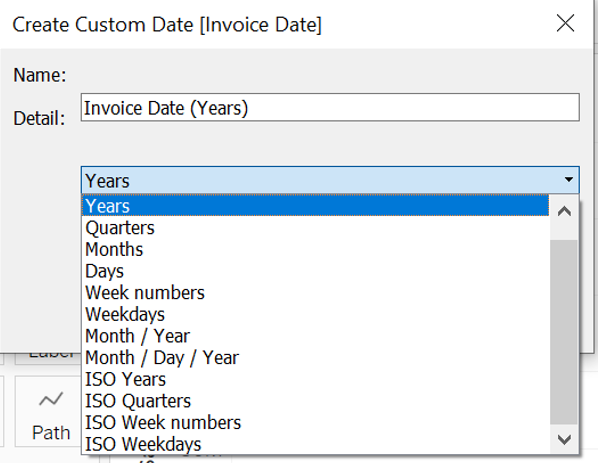 Create Custom Date [Invoice Date]
Name:
Detail:
Invoice Date (Years)
Years
Years
Quarters
Months
Days
Week numbers
Weekdays
Month / Year
Month / Day / Year
ISO Years
ISO Quarters
ISO Week numbers
ISO Weekdays
Label
Path